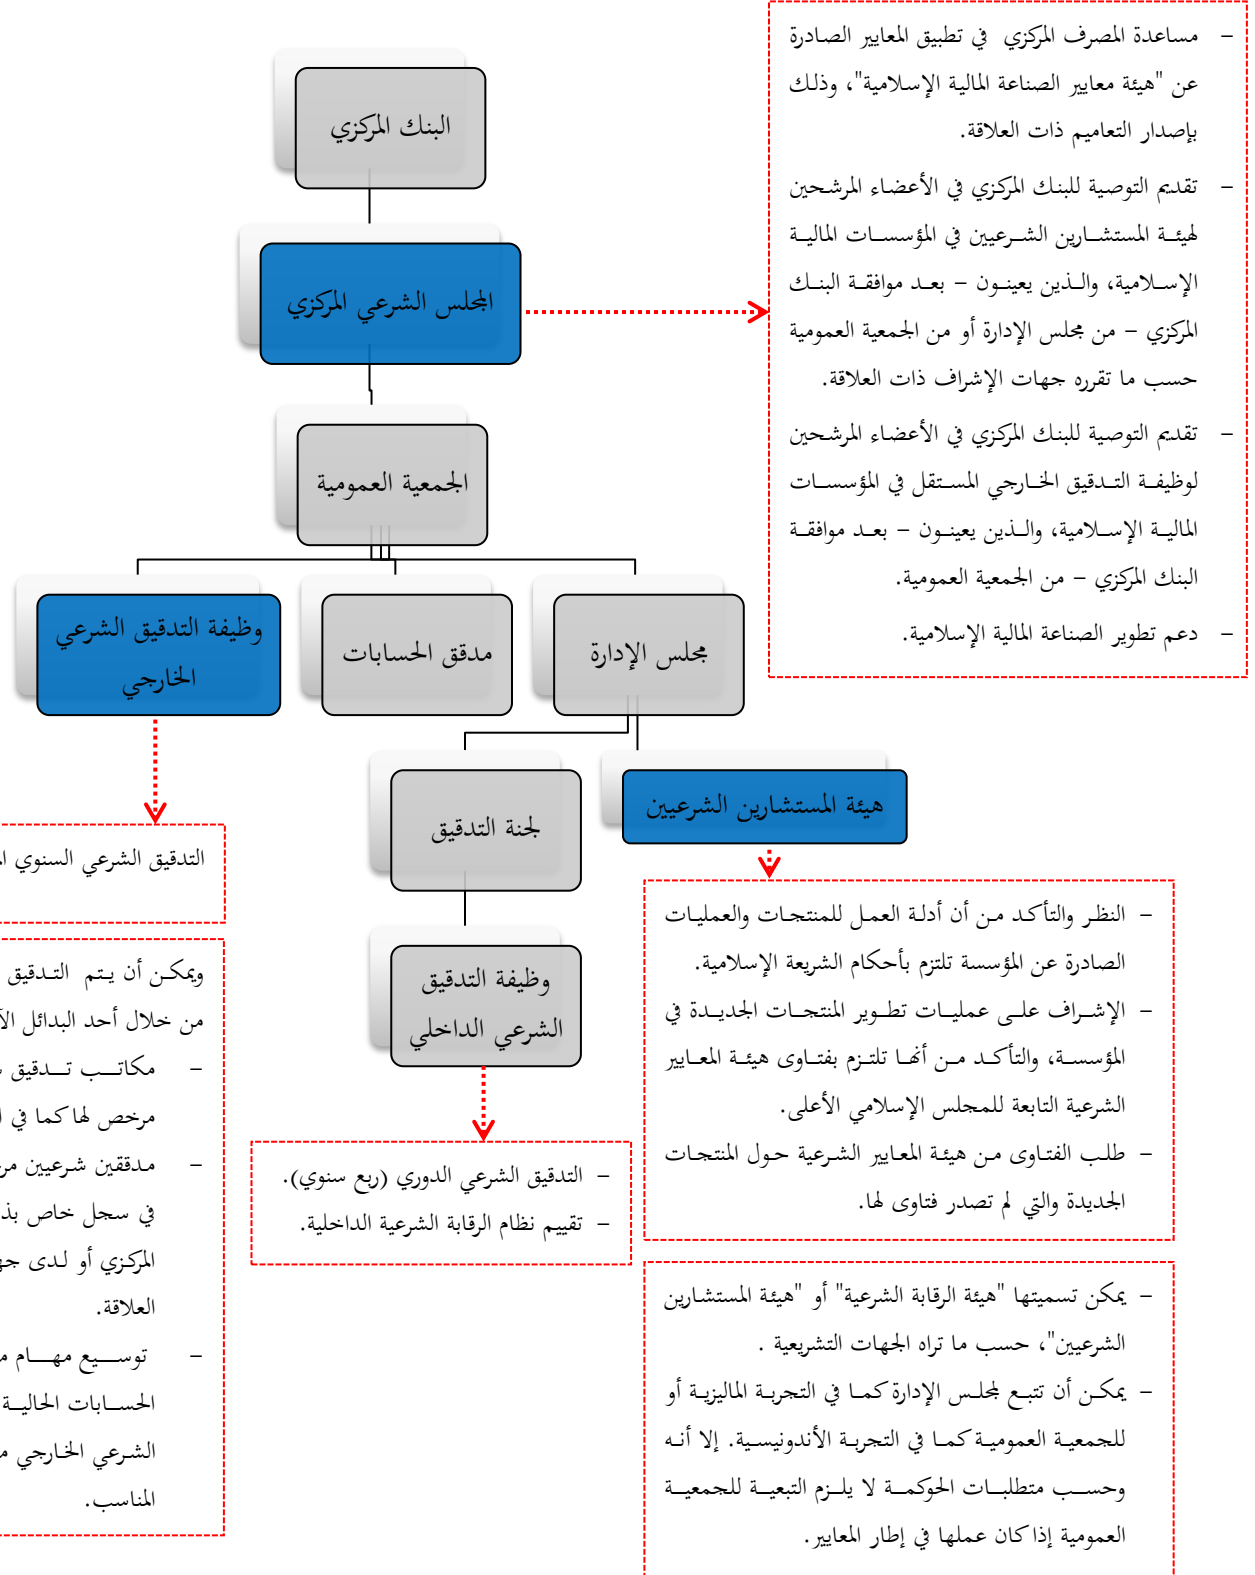 البنك المركزي
المجلس الشرعي المركزي
الجمعية العمومية
مجلس الإدارة
مدقق الحسابات
وظيفة التدقيق الشرعي
الخارجي
هيئة المستشارين الشرعيين
لجنة التدقيق
وظيفة التدقيق
الشرعي الداخلي
– مساعدة المصرف المركزي في تطبيق المعايير الصادرة
عن "هيئة معايير الصناعة المالية الإسلامية"، وذلك
بإصدار التعاميم ذات العلاقة.
– تقديم التوصية للبنك المركزي في الأعضاء المرشحين
لهيئة المستشارين الشرعيين في المؤسسات المالية
الإسلامية، والذين يعينون – بعد موافقة البنك
المركزي – من مجلس الإدارة أو من الجمعية العمومية
حسب ما تقرره جهات الإشراف ذات العلاقة.
– تقديم التوصية للبنك المركزي في الأعضاء المرشحين
لوظيفة التدقيق الخارجي المستقل في المؤسسات
المالية الإسلامية، والذين يعينون – بعد موافقة
البنك المركزي – من الجمعية العمومية.
– دعم تطوير الصناعة المالية الإسلامية.
– النظر والتأكد من أن أدلة العمل للمنتجات والعمليات
الصادرة عن المؤسسة تلتزم بأحكام الشريعة الإسلامية.
– الإشراف على عمليات تطوير المنتجات الجديدة في
المؤسسة، والتأكد من أنها تلتزم بفتاوى هيئة المعايير
الشرعية التابعة للمجلس الإسلامي الأعلى.
– طلب الفتاوى من هيئة المعايير الشرعية حول المنتجات
الجديدة والتي لم تصدر فتاوى لها.
– يمكن تسميتها "هيئة الرقابة الشرعية" أو "هيئة المستشارين
الشرعيين"، حسب ما تراه الجهات التشريعية .
– يمكن أن تتبع لمجلس الإدارة كما في التجربة الماليزية أو
للجمعية العمومية كما في التجربة الأندونيسية. إلا أنه
وحسب متطلبات الحوكمة لا يلزم التبعية للجمعية
العمومية إذا كان عملها في إطار المعايير.
– التدقيق الشرعي الدوري (ربع سنوي).
– تقييم نظام الرقابة الشرعية الداخلية.
التدقيق الشرعي السنوي
ويمكن أن يتم التدقيق
من خلال أحد البدائل
– مكاتب تدقيق
مرخص لها كما في
– مدققين شرعيين
في سجل خاص
المركزي أو لدى
العلاقة.
– توسيع مهام
الحسابات الحالية
الشرعي الخارجي
المناسب.